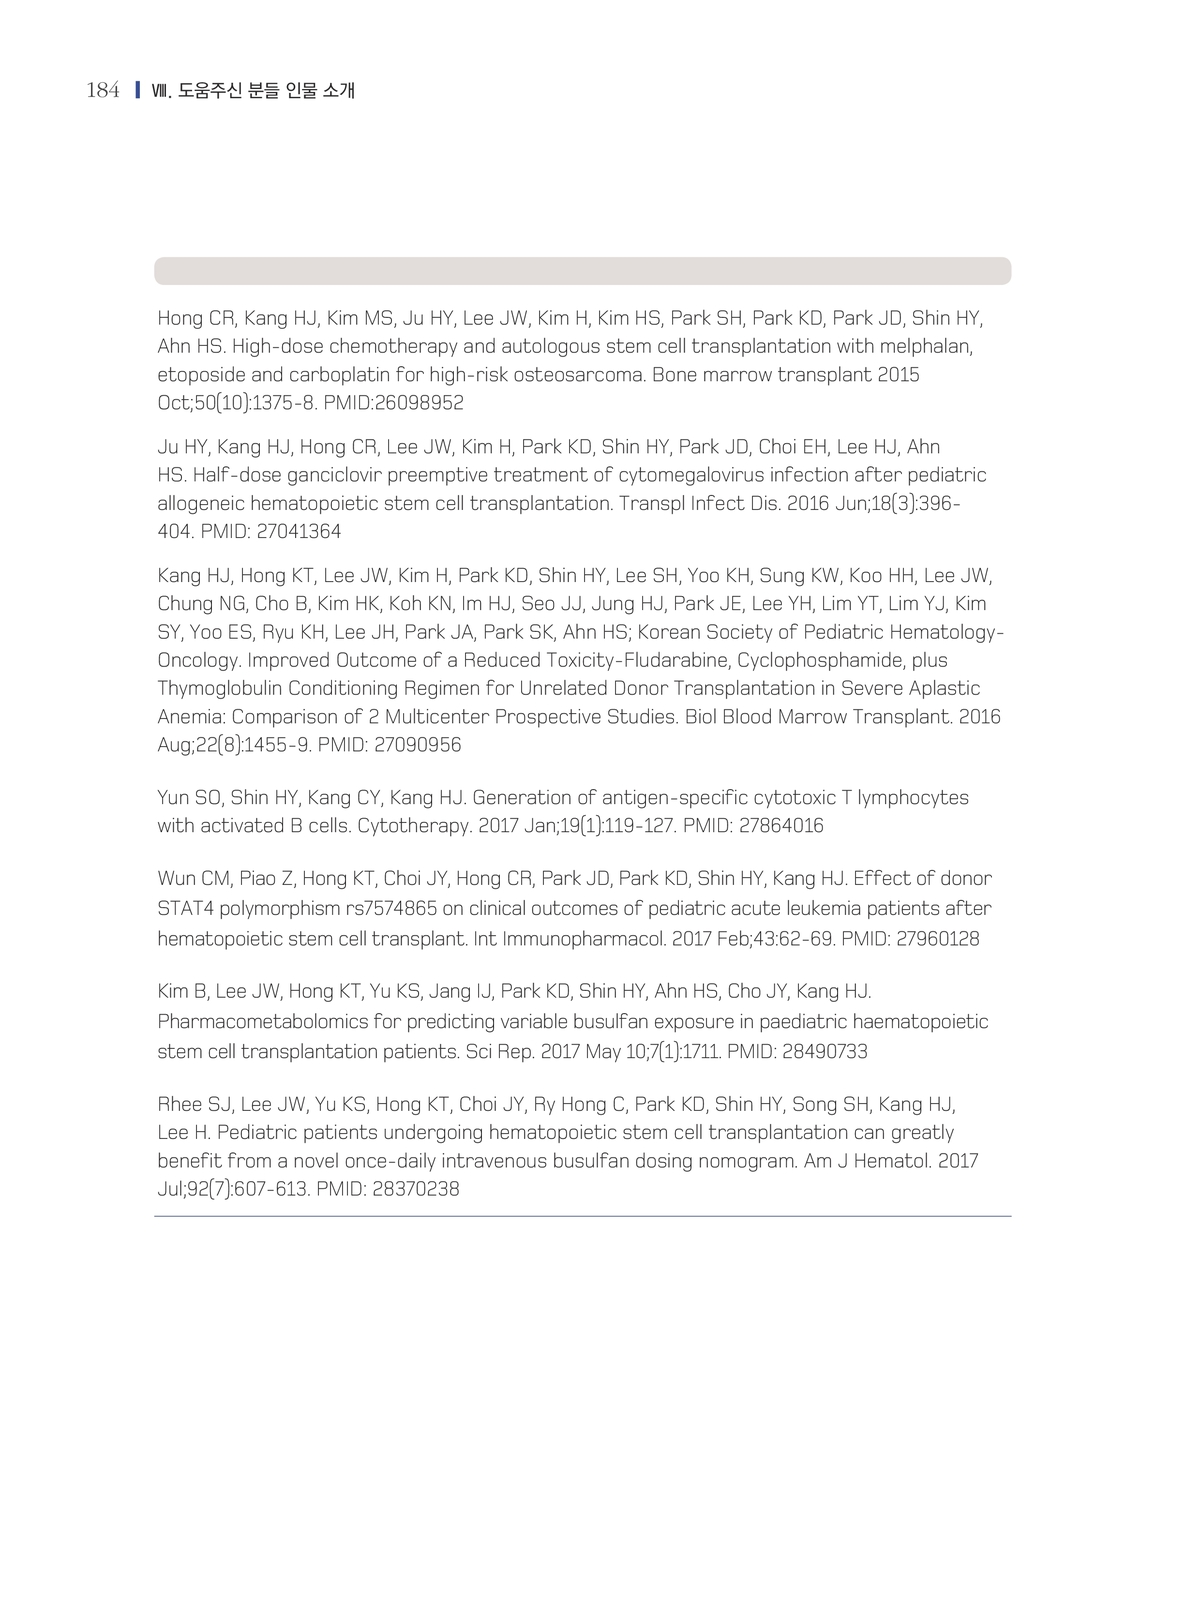 184 Ⅷ. 도움주신 분들 인물 소개
Hong CR, Kang HJ, Kim MS, Ju HY, Lee JW, Kim H, Kim HS, Park SH, Park KD, Park JD, Shin HY,
Ahn HS. High-dose chemotherapy and autologous stem cell transplantation with melphalan,
etoposide and carboplatin for high-risk osteosarcoma. Bone marrow transplant 2015
Oct;50(10):1375-8. PMID:26098952
Ju HY, Kang HJ, Hong CR, Lee JW, Kim H, Park KD, Shin HY, Park JD, Choi EH, Lee HJ, Ahn
HS. Half-dose ganciclovir preemptive treatment of cytomegalovirus infection after pediatric
allogeneic hematopoietic stem cell transplantation. Transpl Infect Dis. 2016 Jun;18(3):396-
404. PMID: 27041364
Kang HJ, Hong KT, Lee JW, Kim H, Park KD, Shin HY, Lee SH, Yoo KH, Sung KW, Koo HH, Lee JW,
Chung NG, Cho B, Kim HK, Koh KN, Im HJ, Seo JJ, Jung HJ, Park JE, Lee YH, Lim YT, Lim YJ, Kim
SY, Yoo ES, Ryu KH, Lee JH, Park JA, Park SK, Ahn HS; Korean Society of Pediatric Hematology-
Oncology. Improved Outcome of a Reduced Toxicity-Fludarabine, Cyclophosphamide, plus
Thymoglobulin Conditioning Regimen for Unrelated Donor Transplantation in Severe Aplastic
Anemia: Comparison of 2 Multicenter Prospective Studies. Biol Blood Marrow Transplant. 2016
Aug;22(8):1455-9. PMID: 27090956
Yun SO, Shin HY, Kang CY, Kang HJ. Generation of antigen-specific cytotoxic T lymphocytes
with activated B cells. Cytotherapy. 2017 Jan;19(1):119-127. PMID: 27864016
Wun CM, Piao Z, Hong KT, Choi JY, Hong CR, Park JD, Park KD, Shin HY, Kang HJ. Effect of donor
STAT4 polymorphism rs7574865 on clinical outcomes of pediatric acute leukemia patients after
hematopoietic stem cell transplant. Int Immunopharmacol. 2017 Feb;43:62-69. PMID: 27960128
Kim B, Lee JW, Hong KT, Yu KS, Jang IJ, Park KD, Shin HY, Ahn HS, Cho JY, Kang HJ.
Pharmacometabolomics for predicting variable busulfan exposure in paediatric haematopoietic
stem cell transplantation patients. Sci Rep. 2017 May 10;7(1):1711. PMID: 28490733
Rhee SJ, Lee JW, Yu KS, Hong KT, Choi JY, Ry Hong C, Park KD, Shin HY, Song SH, Kang HJ,
Lee H. Pediatric patients undergoing hematopoietic stem cell transplantation can greatly
benefit from a novel once-daily intravenous busulfan dosing nomogram. Am J Hematol. 2017
Jul;92(7):607-613. PMID: 28370238